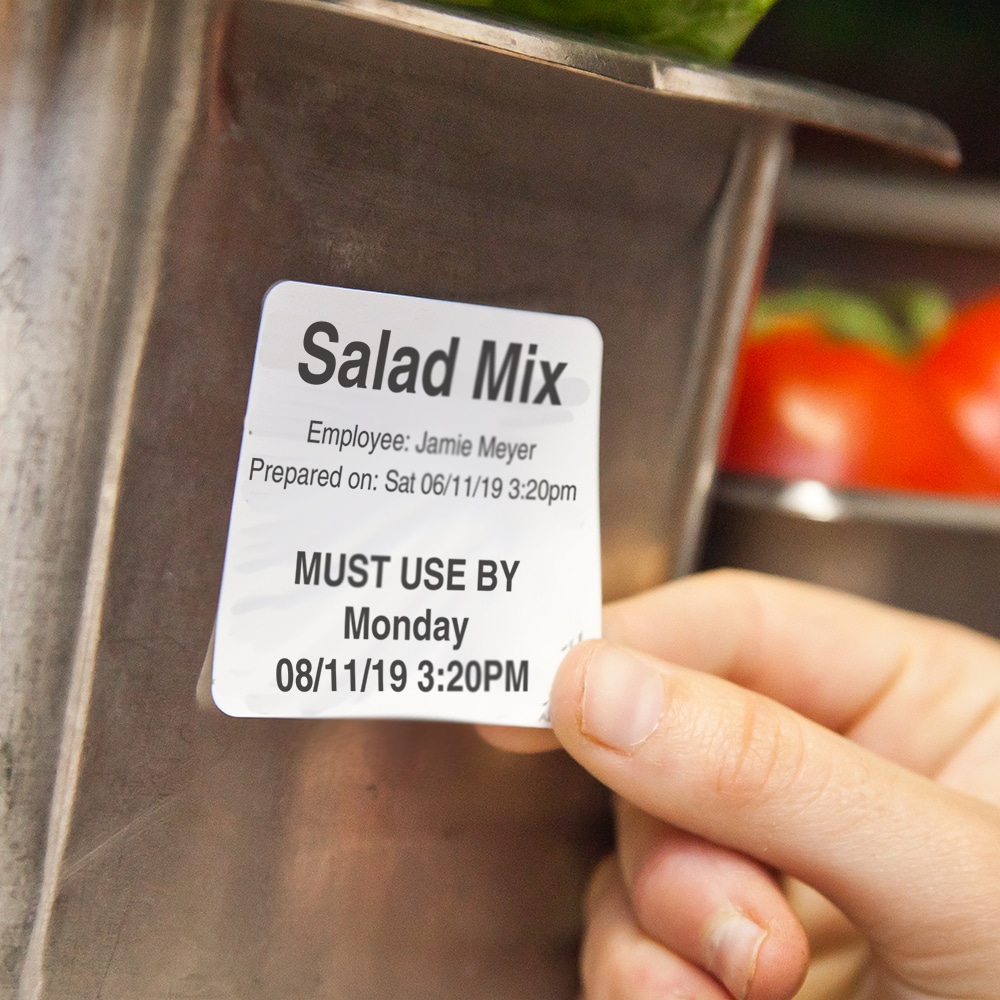 Salad Mix
Employee: Jamie Meyer
Prepared on: Sat 06/11/19 3:20pm
MUST USE BY
Monday
08/11/19 3:20PM